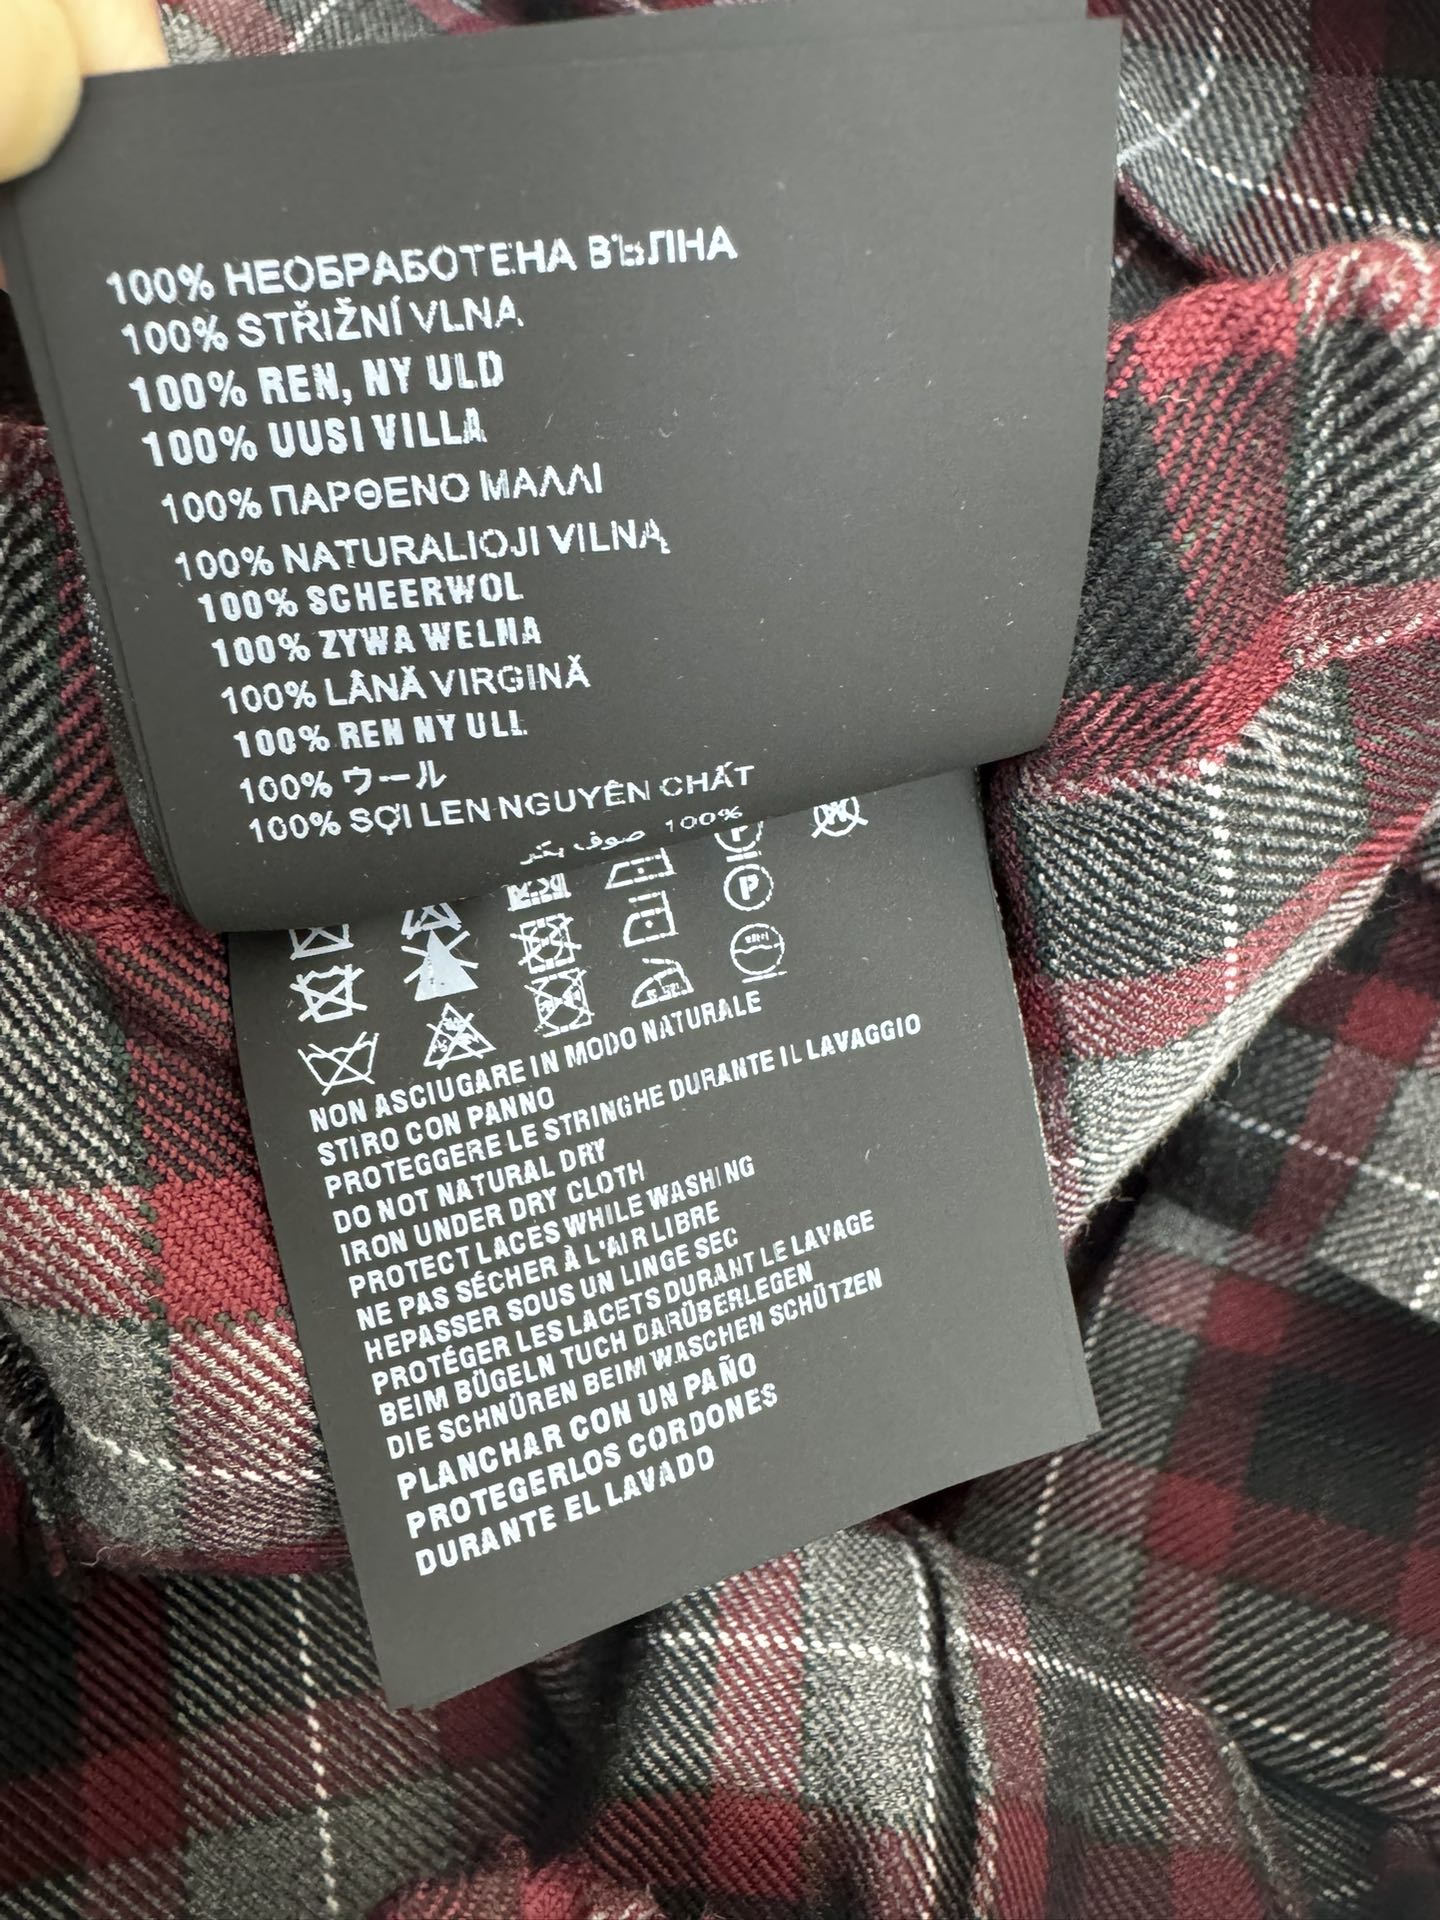 100% НЕОБРАБОТЕНА ВЪЛНА
100% STŘIŽNÍ VLNA
100% REN, NY ULD
100% UUSI VILLA
100% ΠΑΡΘΕΝΟ ΜΑΛΛΙ
100% NATURALIOJI VILNĄ
100% SCHEERWOL
100% ZYWA WELNA
100% LÂNĂ VIRGINĂ
100% REN NY ULL
100% ウール
100% SỢI LEN NGUYÊN CHẤT
100% صوف بكر
NON ASCIUGARE IN MODO NATURALE
STIRO CON PANNO
PROTEGGERE LE STRINGHE DURANTE IL LAVAGGIO
DO NOT NATURAL DRY
IRON UNDER DRY CLOTH
PROTECT LACES WHILE WASHING
NE PAS SÉCHER À L'AIR LIBRE
HEPASSER SOUS UN LINGE SEC
PROTÉGER LES LACETS DURANT LE LAVAGE
BEIM BÜGELN TUCH DARÜBERLEGEN
DIE SCHNÜREN BEIM WASCHEN SCHÜTZEN
PLANCHAR CON UN PAÑO
PROTEGERLOS CORDONES
DURANTE EL LAVADO